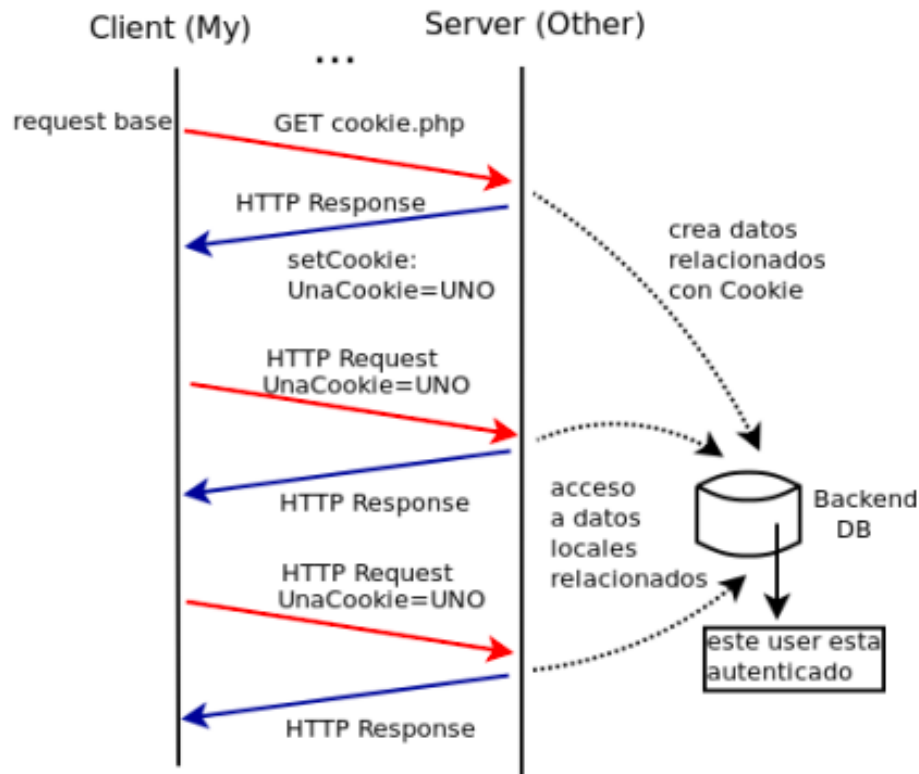 Client (My)
Server (Other)
...
request base
GET cookie.php
HTTP Response
setCookie:
UnaCookie=UNO
crea datos
relacionados
con Cookie
HTTP Request
UnaCookie=UNO
HTTP Response
acceso
a datos
locales
relacionados
Backend
DB
HTTP Request
UnaCookie=UNO
este user esta
autenticado
HTTP Response